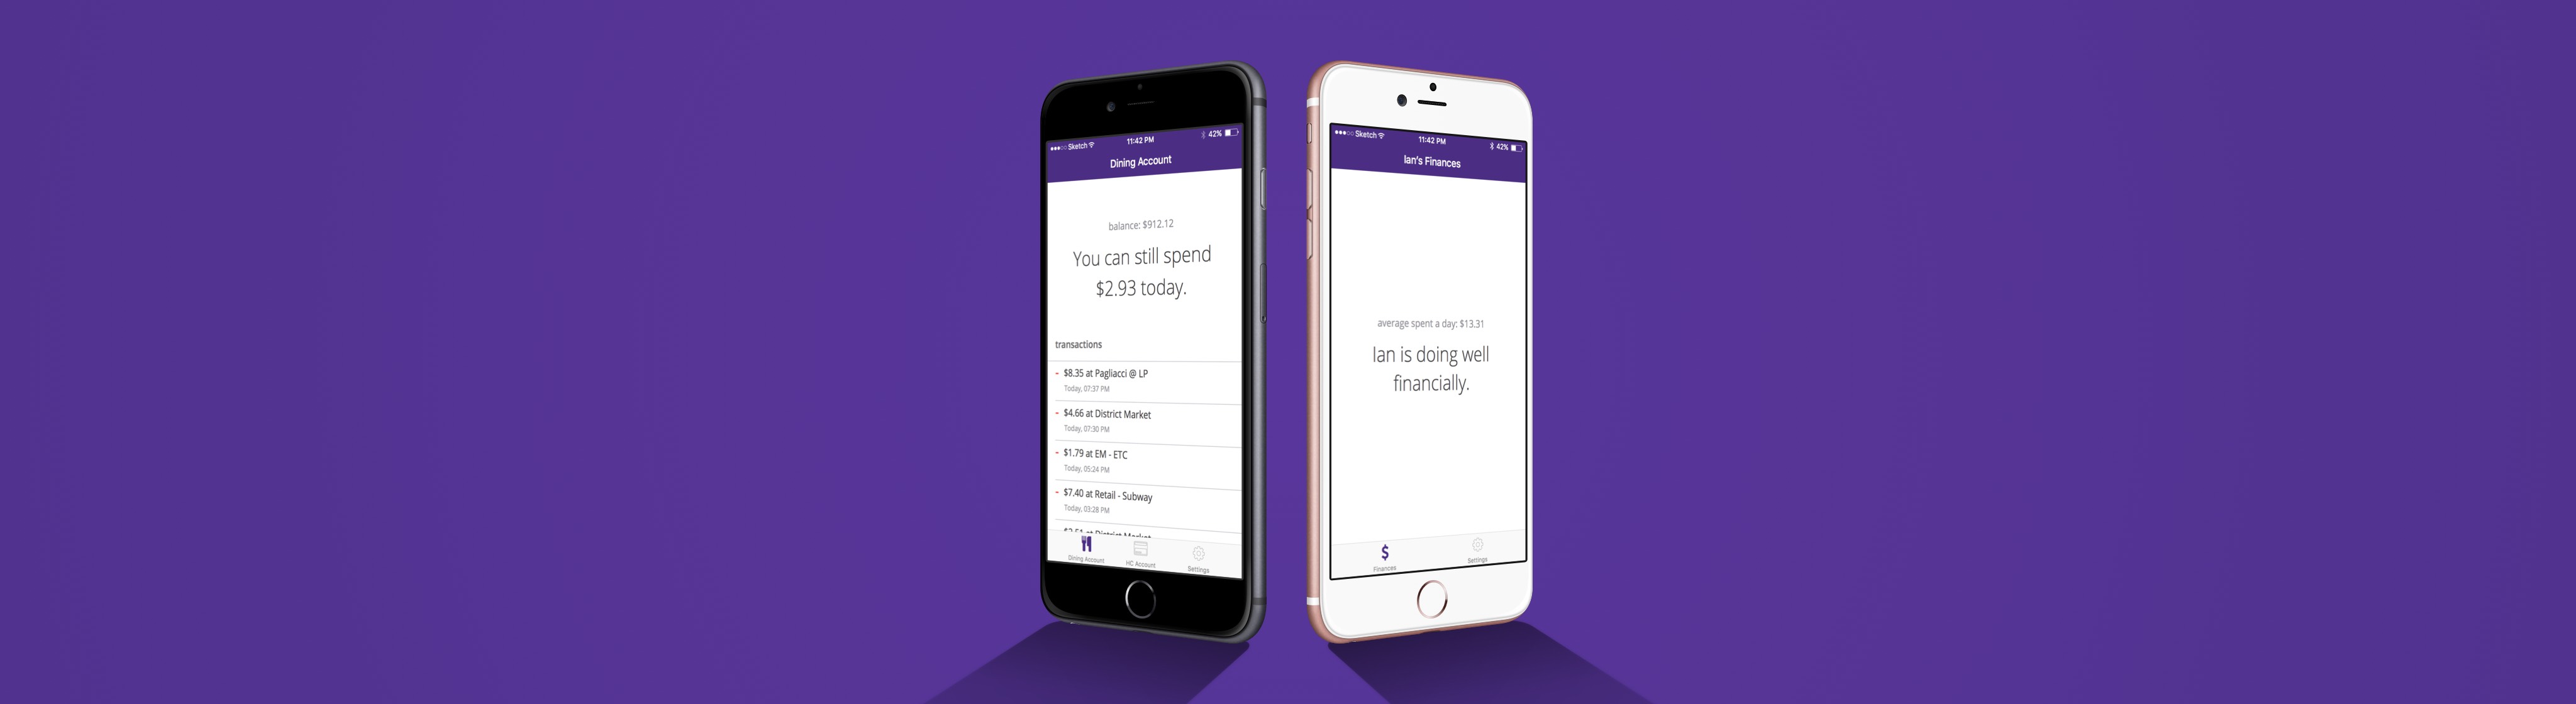 Sketch
11:42 PM
42%
Dining Account
balance: $912.12
You can still spend
$2.93 today.
transactions
- $8.35 at Pagliacci @ LP
Today, 07:37 PM
- $4.66 at District Market
Today, 07:30 PM
- $1.79 at EM - ETC
Today, 05:24 PM
- $7.40 at Retail - Subway
Today, 03:28 PM
at District Market
Dining Account
HC Account
Settings
Sketch
11:42 PM
42%
Ian's Finances
average spent a day: $13.31
Ian is doing well
financially.
$
Finances
Settings